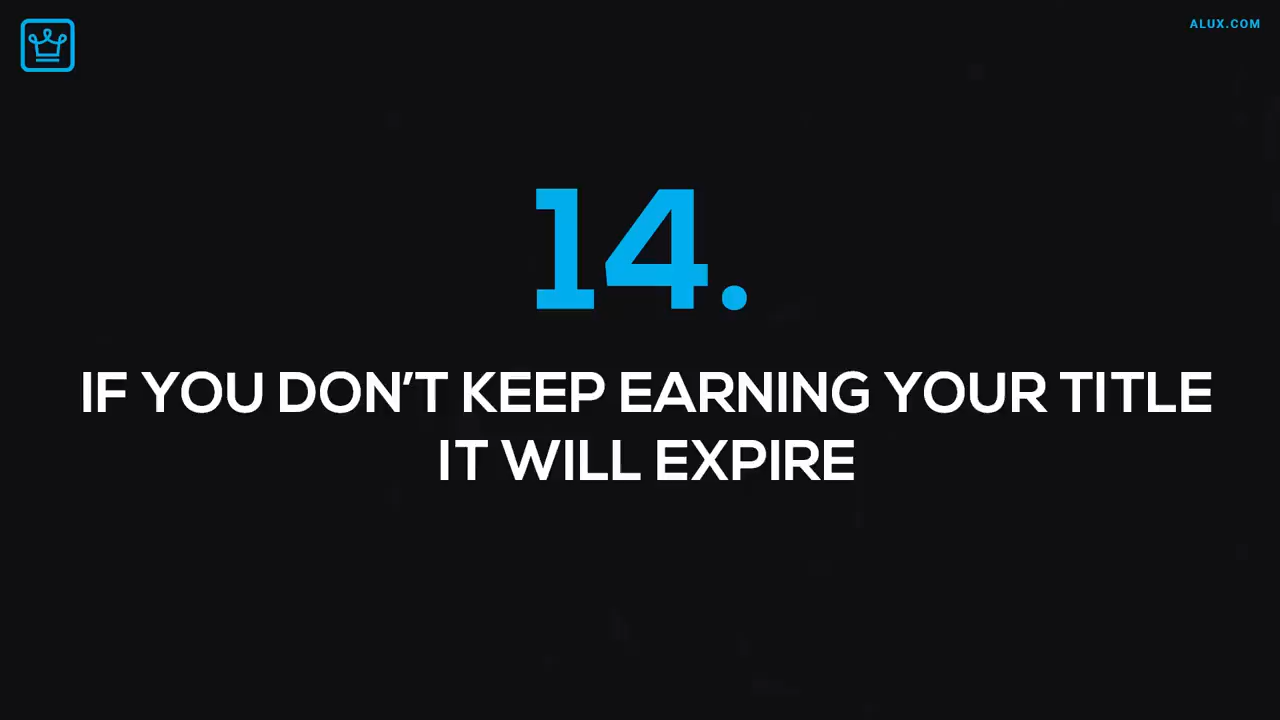 ALUX.COM
14.
IF YOU DON'T KEEP EARNING YOUR TITLE
IT WILL EXPIRE